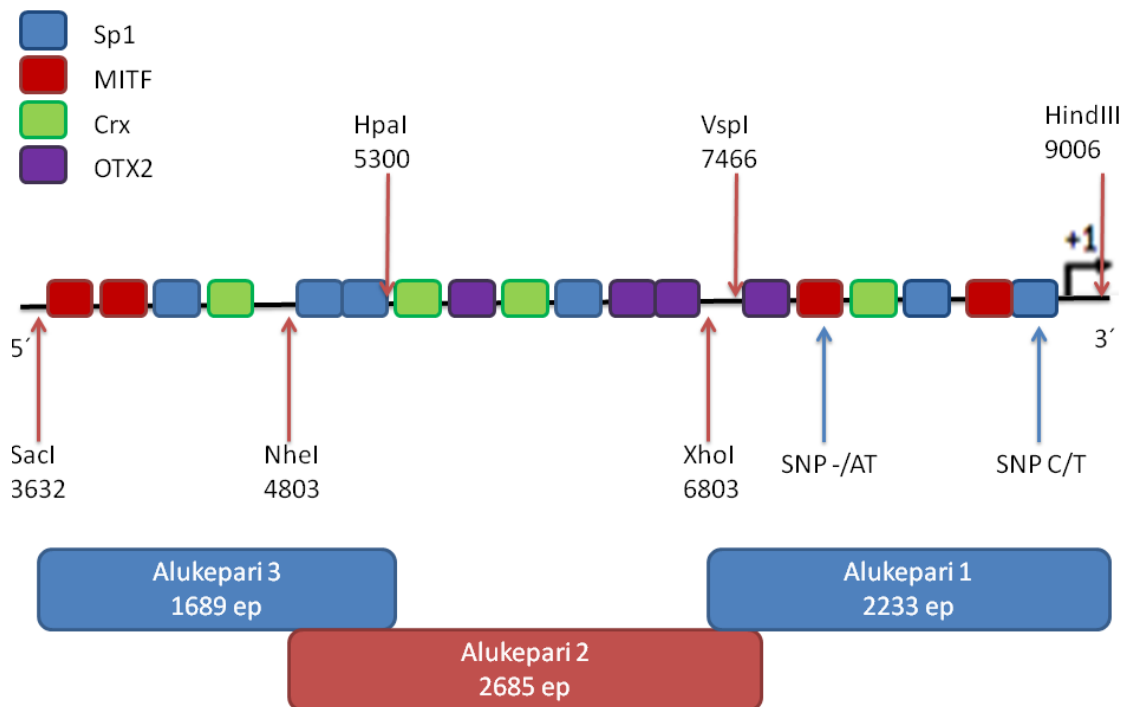 Sp1
MITF
Crx
OTX2
HpaI
5300
VspI
7466
HindIII
9006
+1
5´
3´
SacI
3632
NheI
4803
XhoI
6803
SNP -/AT
SNP C/T
Alukepari 3
1689 ep
Alukepari 1
2233 ep
Alukepari 2
2685 ep